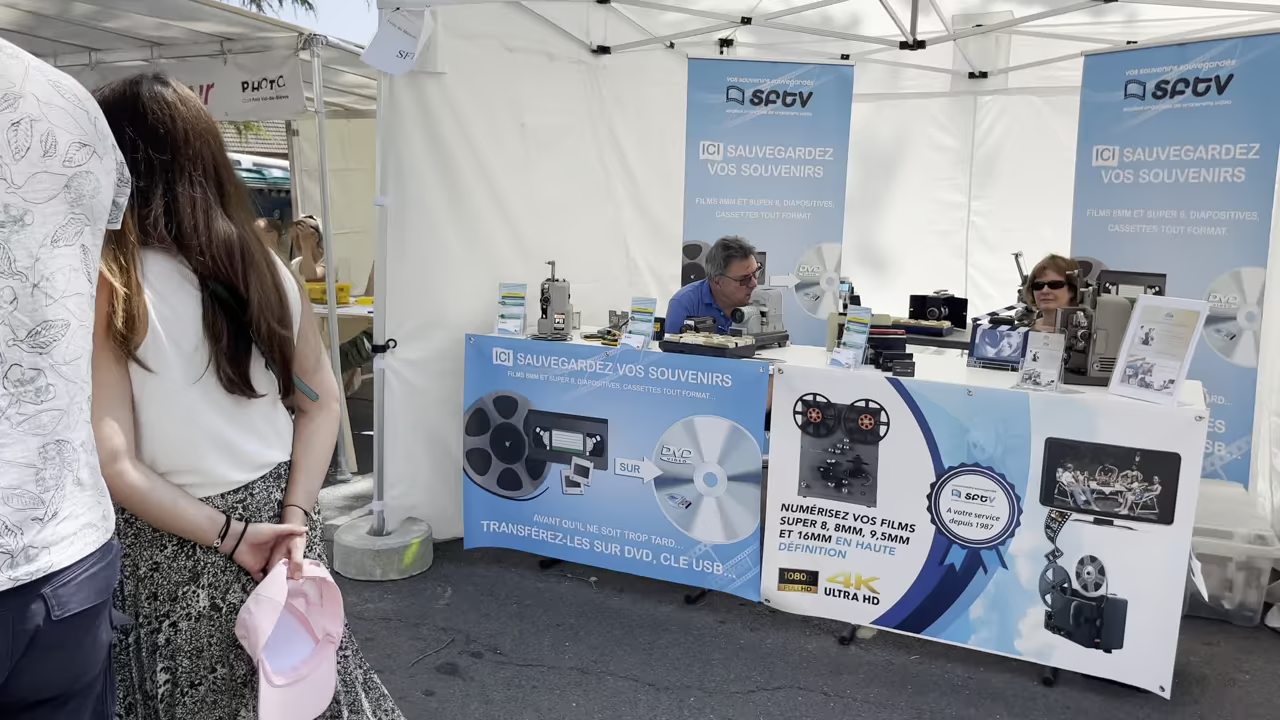 PHOTO
SFT
VOS SOUVENIRS SAUVEGARDÉS
SFTV
ICI SAUVEGARDEZ
VOS SOUVENIRS
FILMS 8MM ET SUPER 8, DIAPOSITIVES,
CASSETTES TOUT FORMAT.
DVD
VOS SOUVENIRS SAUVEGARDÉS
SFTV
ICI SAUVEGARDEZ
VOS SOUVENIRS
FILMS 8MM ET SUPER 8, DIAPOSITIVES,
CASSETTES TOUT FORMAT.
DVD
ICI SAUVEGARDEZ VOS SOUVENIRS
FILMS 8MM ET SUPER 8, DIAPOSITIVES, CASSETTES TOUT FORMAT...
SUR
DVD
VIDEO
AVANT QU'IL NE SOIT TROP TARD...
TRANSFÉREZ-LES SUR DVD, CLE USB...
NUMÉRISEZ VOS FILMS
SUPER 8, 8MM, 9,5MM
ET 16MM EN HAUTE
DÉFINITION
1080p
FULL HD
4K
ULTRA HD
SFTV
A votre service
depuis 1987